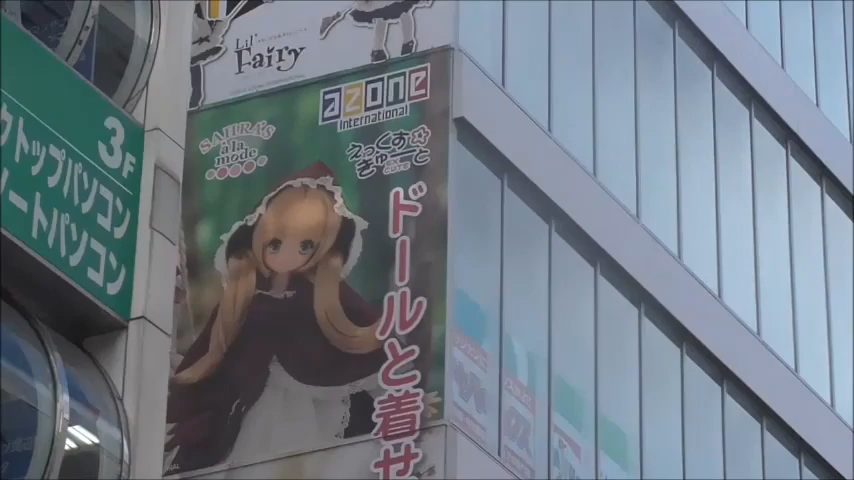 3F
クトップパソコン
ノートパソコン
Lil' Fairy
azone
international
SAHRA'S
à la
mode
えっくす☆
きゅーと
ドールと着せ